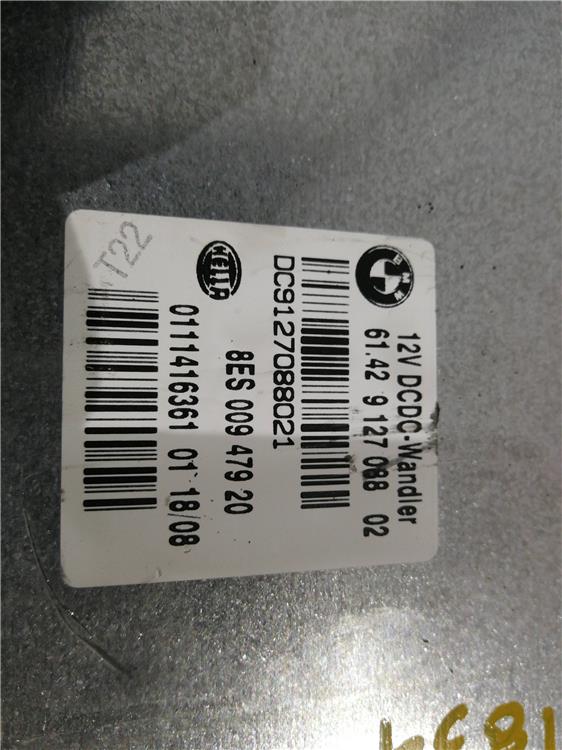 BMW
12V DCDC-Wandler
61.42 9 127 088 02
DC9127088021
HELLA
8ES 009 479 20
0111416361 01 18/08
T22